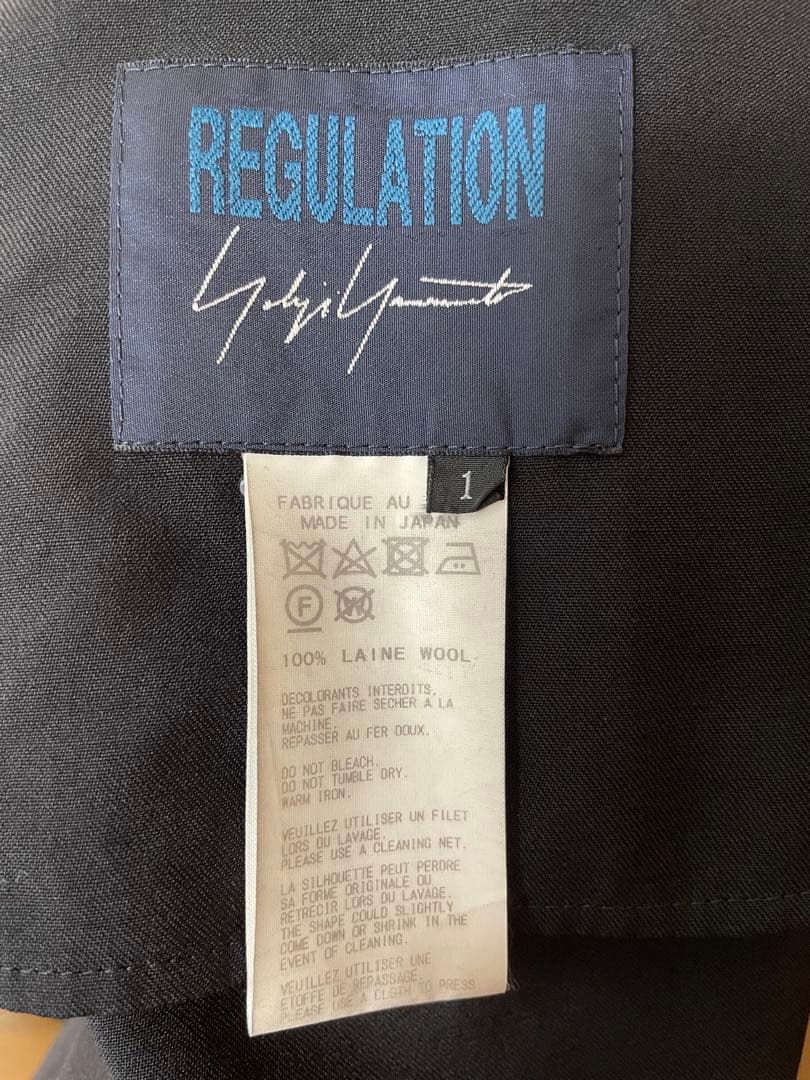 REGULATION
Yohji Yamamoto
1
FABRIQUE AU
MADE IN JAPAN
F
W
100% LAINE WOOL
DECOLORANTS INTERDITS.
NE PAS FAIRE SECHER A LA
MACHINE.
REPASSER AU FER DOUX.
DO NOT BLEACH.
DO NOT TUMBLE DRY.
WARM IRON.
VEUILLEZ UTILISER UN FILET
LORS DU LAVAGE.
PLEASE USE A CLEANING NET.
LA SILHOUETTE PEUT PERDRE
SA FORME ORIGINALE OU
RETRECIR LORS DU LAVAGE.
THE SHAPE COULD SLIGHTLY
COME DOWN OR SHRINK IN THE
EVENT OF CLEANING.
VEUILLEZ UTILISER UNE
ETOFFE DE REPASSAGE.
PLEASE USE A CLOTH TO PRESS